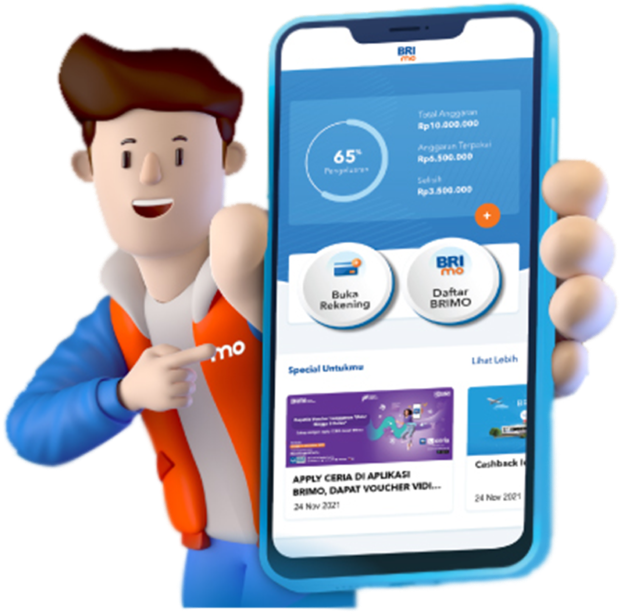 BRI
mo
65%
Pengeluaran
Total Anggaran
Rp10.000.000
Anggaran Terpakai
Rp6.500.000
Selisih
Rp3.500.000
+
Buka
Rekening
BRI
mo
Daftar
BRIMO
mo
Special Untukmu
Lihat Lebih
APPLY CERIA DI APLIKASI
BRIMO, DAPAT VOUCHER VIDI...
24 Nov 2021
Cashback
24 Nov 2021